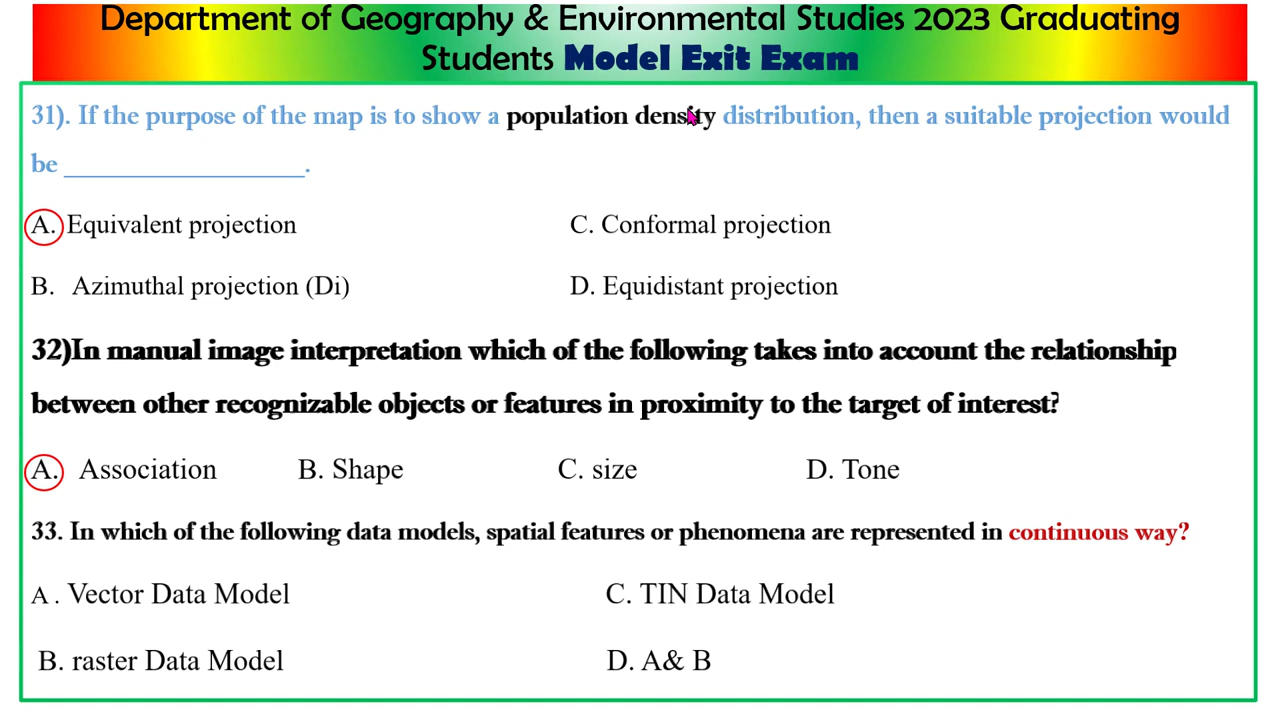 Department of Geography & Environmental Studies 2023 Graduating
Students Model Exit Exam
31). If the purpose of the map is to show a population density distribution, then a suitable projection would
be __________________.
A. Equivalent projection C. Conformal projection
B. Azimuthal projection (Di) D. Equidistant projection
32)In manual image interpretation which of the following takes into account the relationship
between other recognizable objects or features in proximity to the target of interest?
A. Association B. Shape C. size D. Tone
33. In which of the following data models, spatial features or phenomena are represented in continuous way?
A . Vector Data Model C. TIN Data Model
B. raster Data Model D. A& B